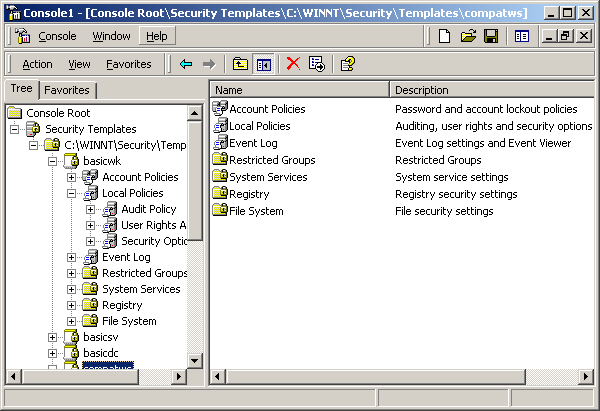 Console1 - [Console Root\Security Templates\C:\WINNT\Security\Templates\compatws]
Console Window Help
Action View Favorites
Tree Favorites
Console Root
Security Templates
C:\WINNT\Security\Temp
basicwk
Account Policies
Local Policies
Audit Policy
User Rights A
Security Optio
Event Log
Restricted Groups
System Services
Registry
File System
basicsv
basicdc
compatws
Name Description
Account Policies Password and account lockout policies
Local Policies Auditing, user rights and security options
Event Log Event Log settings and Event Viewer
Restricted Groups Restricted Groups
System Services System service settings
Registry Registry security settings
File System File security settings